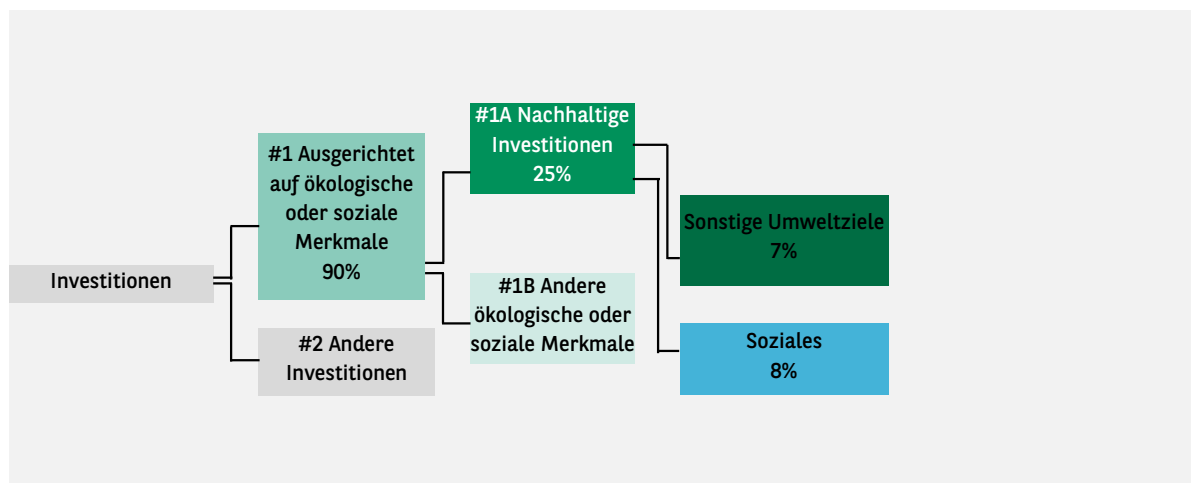 Investitionen
#1 Ausgerichtet
auf ökologische
oder soziale
Merkmale
90%
#2 Andere
Investitionen
#1A Nachhaltige
Investitionen
25%
#1B Andere
ökologische oder
soziale Merkmale
Sonstige Umweltziele
7%
Soziales
8%